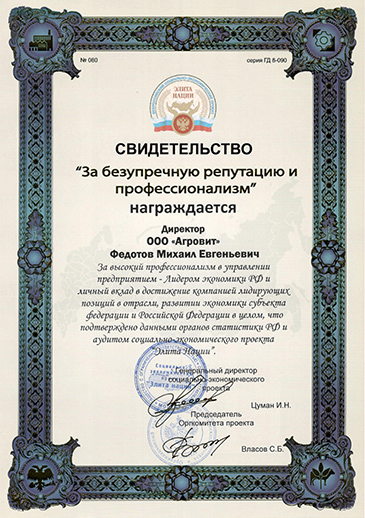 № 060
серия ГД 8-090
ЭЛИТА
НАЦИИ
СВИДЕТЕЛЬСТВО
“За безупречную репутацию и
профессионализм”
награждается
Директор
ООО «Агровит»
Федотов Михаил Евгеньевич
За высокий профессионализм в управлении
предприятием - Лидером экономики РФ и
личный вклад в достижение компанией лидирующих
позиций в отрасли, развитии экономики субъекта
федерации и Российской Федерации в целом, что
подтверждено данными органов статистики РФ и
аудитом социально-экономического проекта
“Элита Нации”.
Генеральный директор
социально-экономического
проекта
Цуман И.Н.
Председатель
Оргкомитета проекта
Власов С.Б.